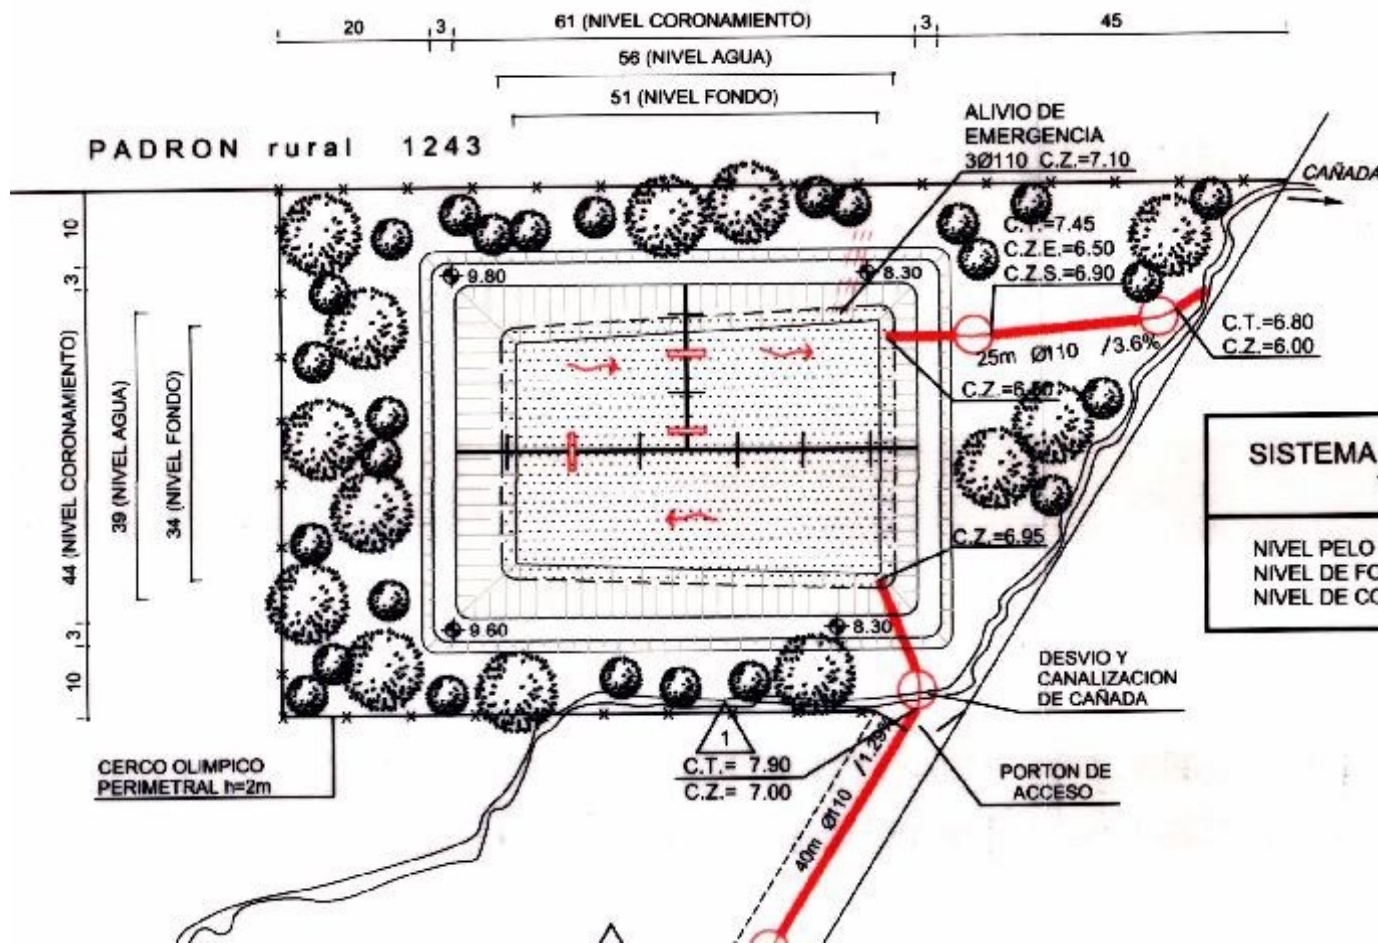 20
3
61 (NIVEL CORONAMIENTO)
3
45
56 (NIVEL AGUA)
51 (NIVEL FONDO)
PADRON rural 1243
ALIVIO DE
EMERGENCIA
3Ø110 C.Z.=7.10
CAÑADA
10
3
44 (NIVEL CORONAMIENTO)
3
10
39 (NIVEL AGUA)
34 (NIVEL FONDO)
9.80
8.30
C.T.=7.45
C.Z.E.=6.50
C.Z.S.=6.90
C.T.=6.80
C.Z.=6.00
25m Ø110 /3.6%
SISTEMA
C.Z.=6.95
NIVEL PELO
NIVEL DE FO
NIVEL DE CO
9.60
8.30
DESVIO Y
CANALIZACION
DE CAÑADA
1
C.T.= 7.90
C.Z.= 7.00
40m Ø110
CERCO OLIMPICO
PERIMETRAL h=2m
PORTON DE
ACCESO